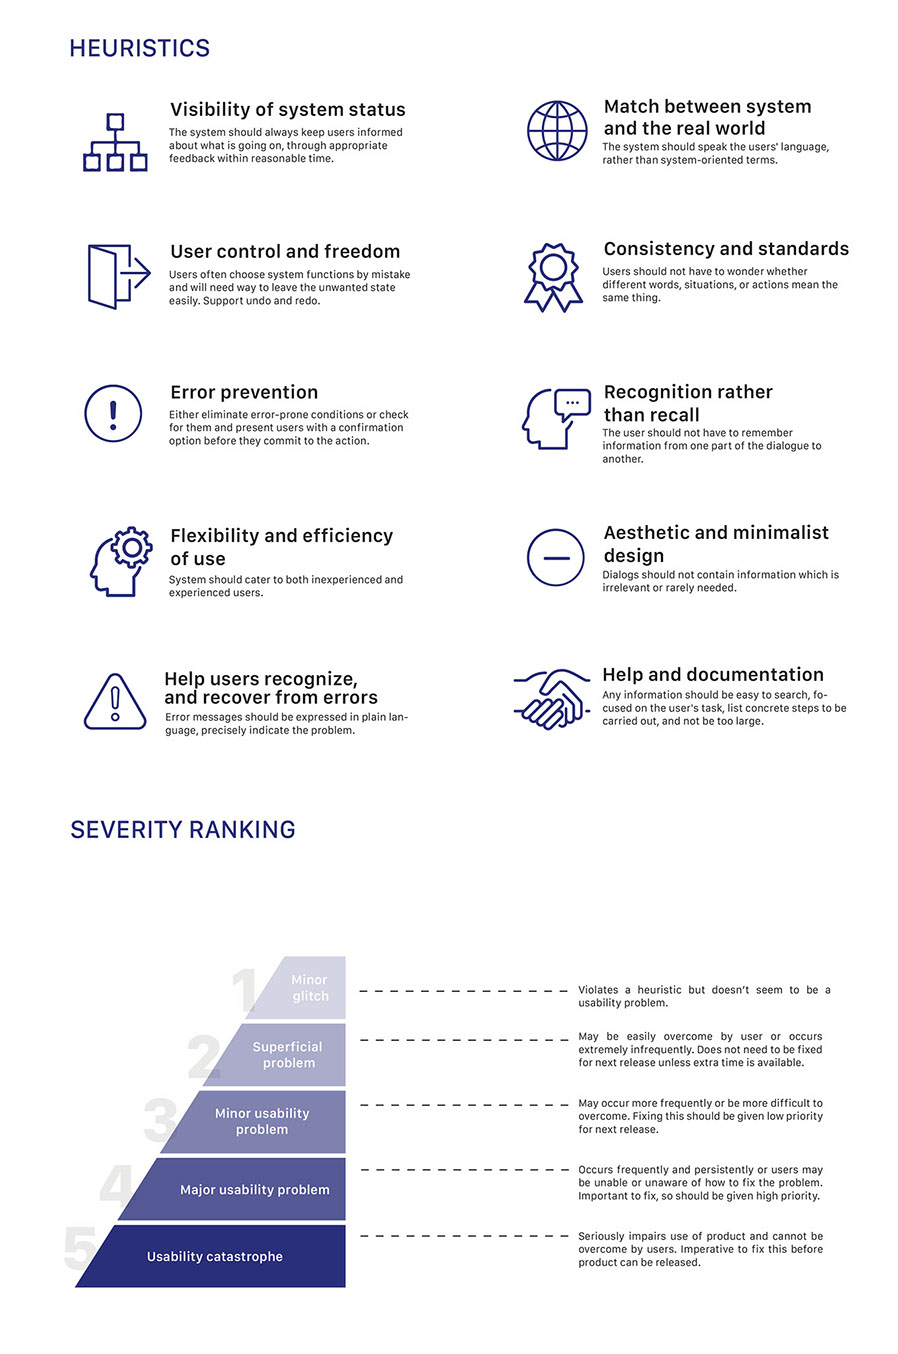 HEURISTICS
Visibility of system status
The system should always keep users informed
about what is going on, through appropriate
feedback within reasonable time.
Match between system
and the real world
The system should speak the users' language,
rather than system-oriented terms.
User control and freedom
Users often choose system functions by mistake
and will need way to leave the unwanted state
easily. Support undo and redo.
Consistency and standards
Users should not have to wonder whether
different words, situations, or actions mean the
same thing.
Error prevention
Either eliminate error-prone conditions or check
for them and present users with a confirmation
option before they commit to the action.
Recognition rather
than recall
The user should not have to remember
information from one part of the dialogue to
another.
Flexibility and efficiency
of use
System should cater to both inexperienced and
experienced users.
Aesthetic and minimalist
design
Dialogs should not contain information which is
irrelevant or rarely needed.
Help users recognize,
and recover from errors
Error messages should be expressed in plain lan-
guage, precisely indicate the problem.
Help and documentation
Any information should be easy to search, fo-
cused on the user's task, list concrete steps to be
carried out, and not be too large.
SEVERITY RANKING
1
Minor
glitch
Violates a heuristic but doesn't seem to be a
usability problem.
2
Superficial
problem
May be easily overcome by user or occurs
extremely infrequently. Does not need to be fixed
for next release unless extra time is available.
3
Minor usability
problem
May occur more frequently or be more difficult to
overcome. Fixing this should be given low priority
for next release.
4
Major usability problem
Occurs frequently and persistently or users may
be unable or unaware of how to fix the problem.
Important to fix, so should be given high priority.
5
Usability catastrophe
Seriously impairs use of product and cannot be
overcome by users. Imperative to fix this before
product can be released.